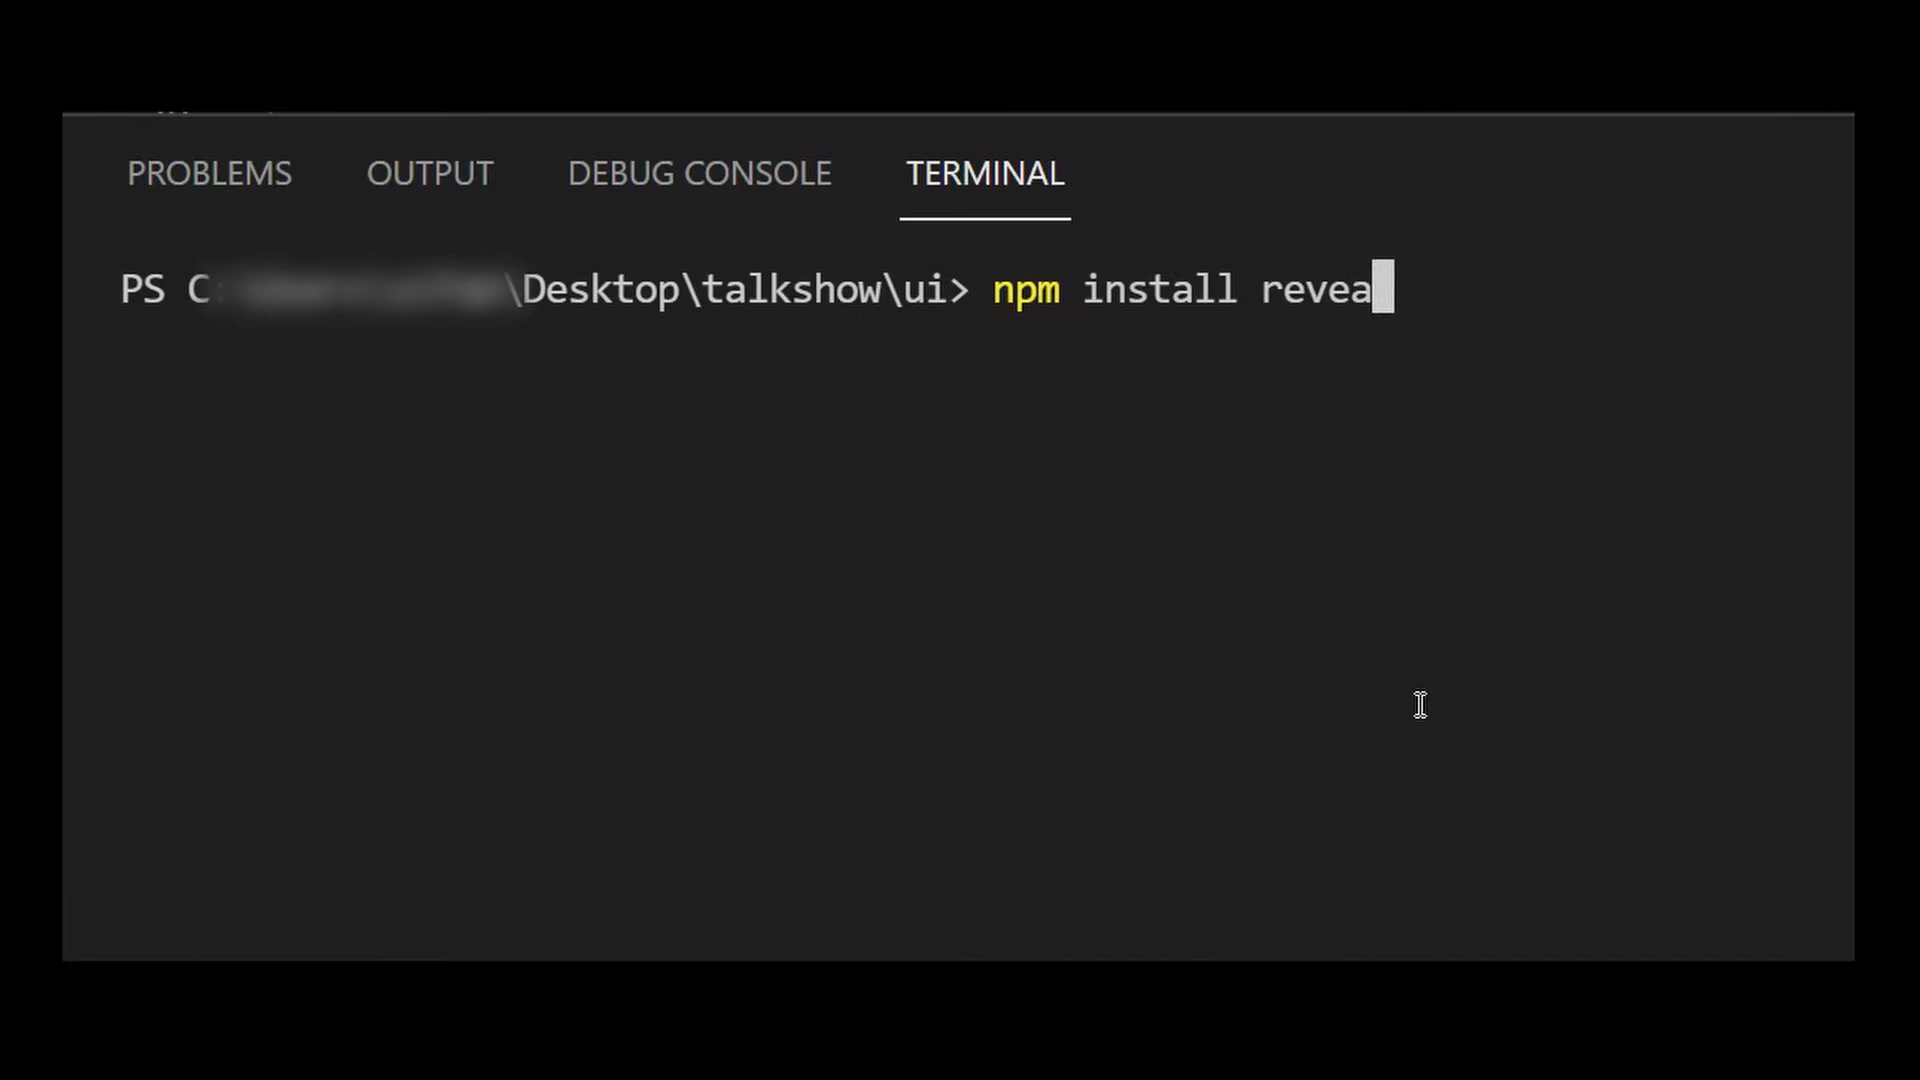 PROBLEMS OUTPUT DEBUG CONSOLE TERMINAL
PS C \Desktop\talkshow\ui> npm install revea